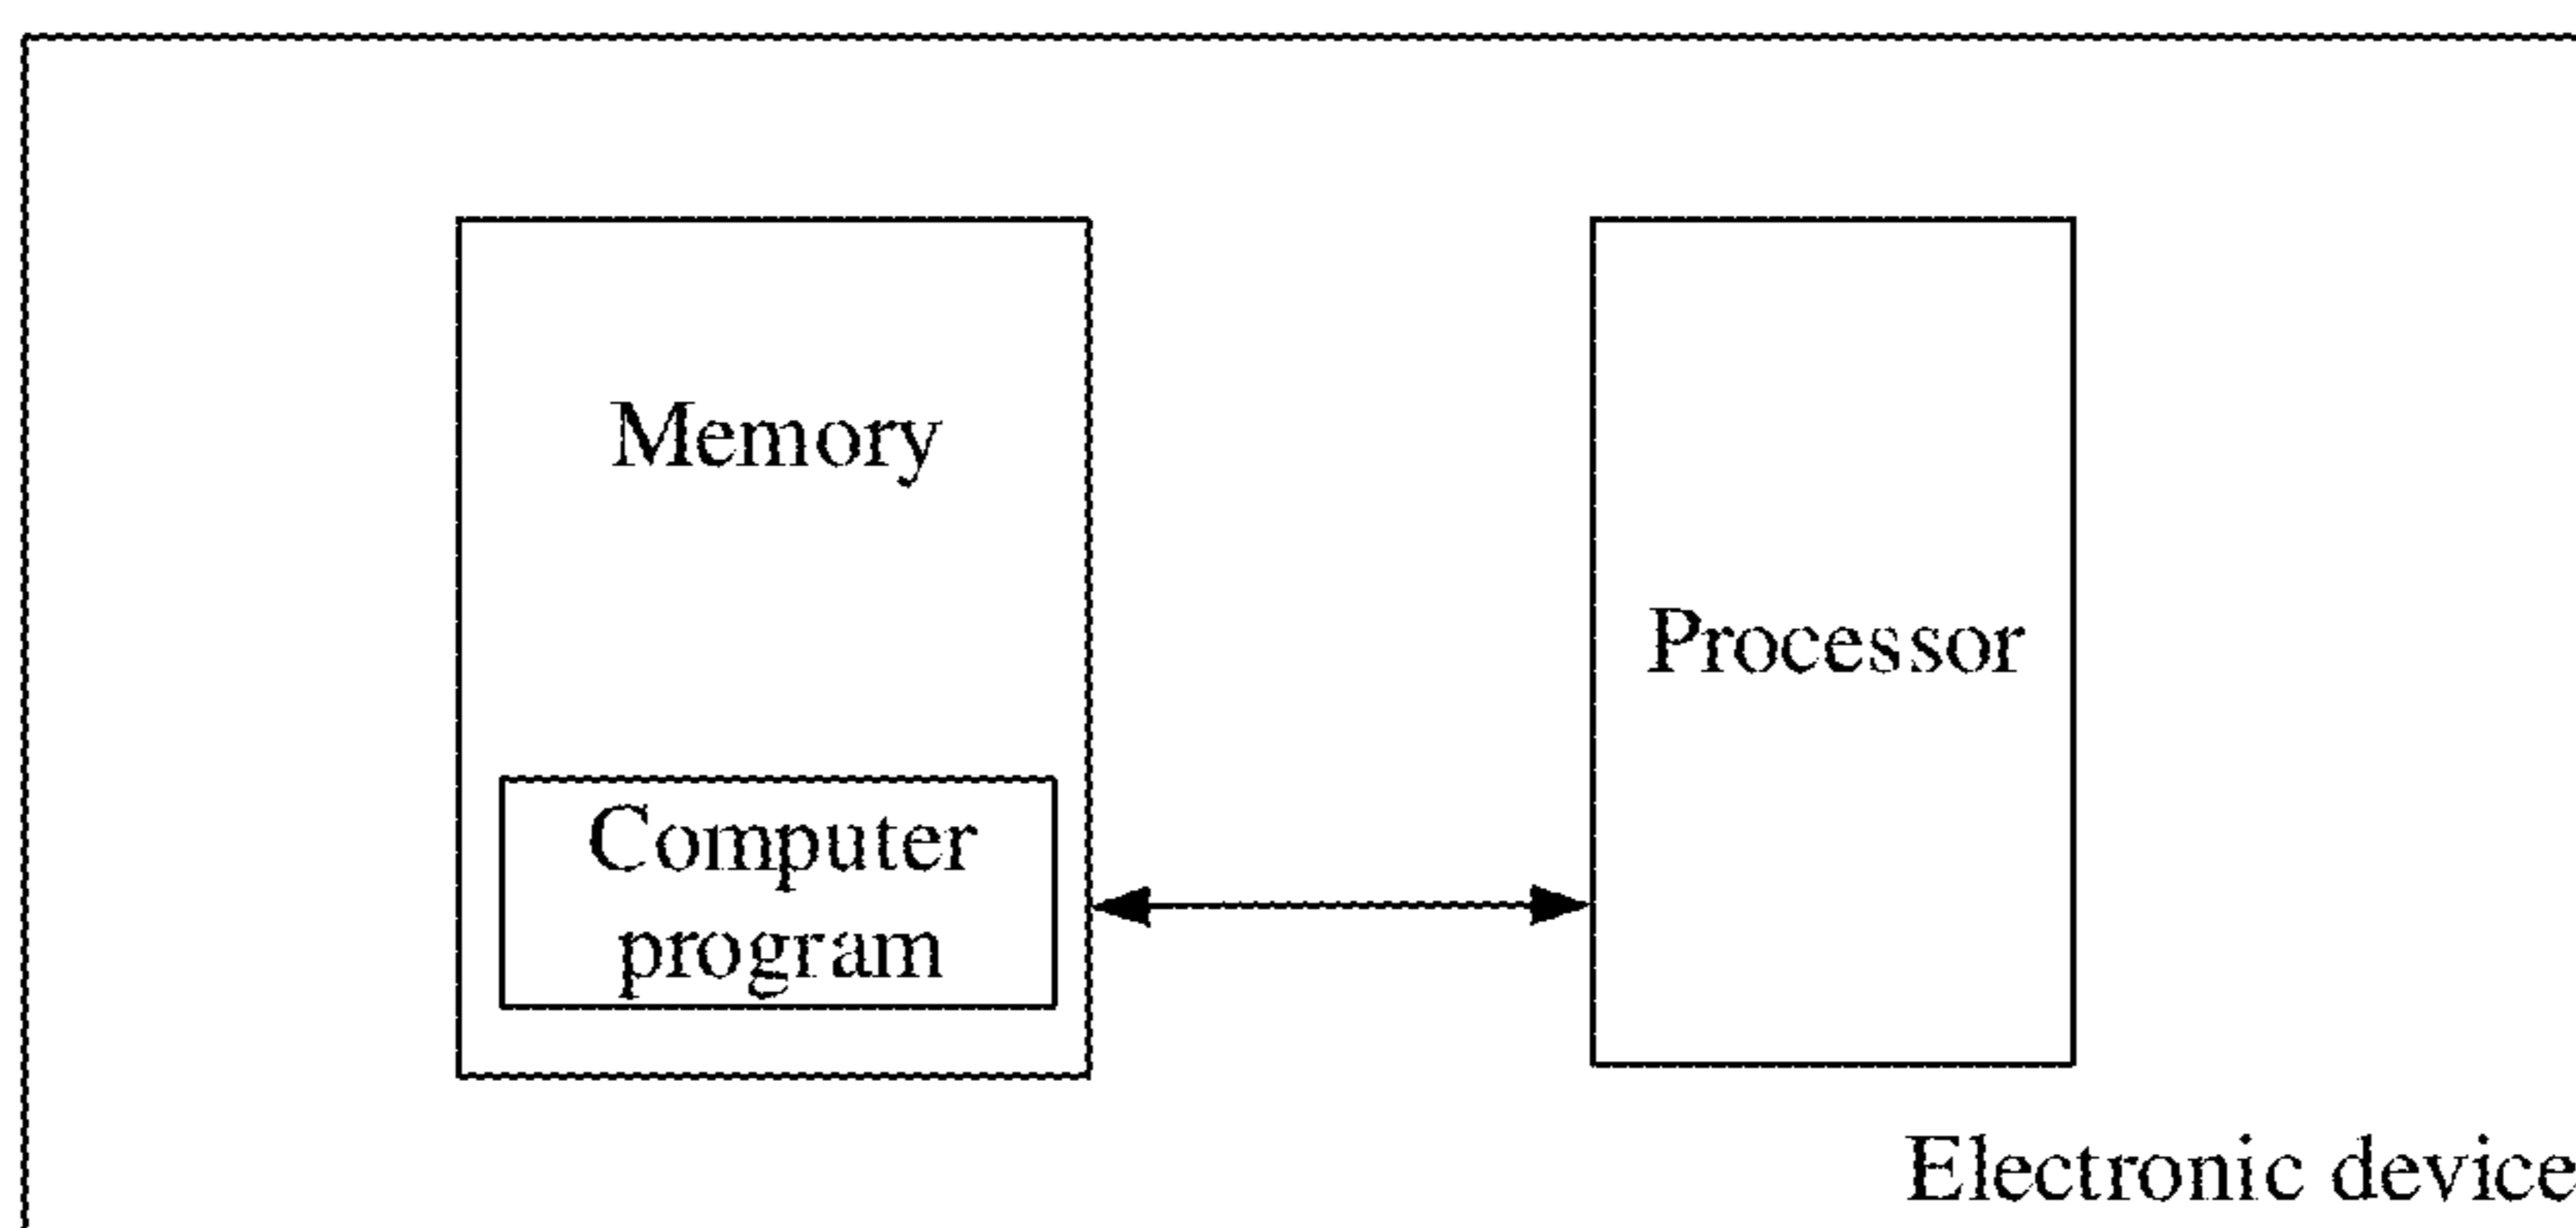 Memory
Processor
Computer
program
Electronic device